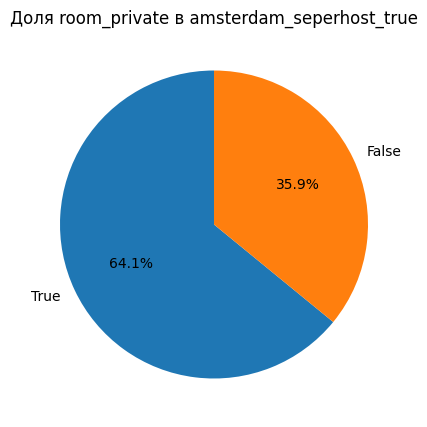 Доля room_private в amsterdam_seperhost_true
False
35.9%
64.1%
True